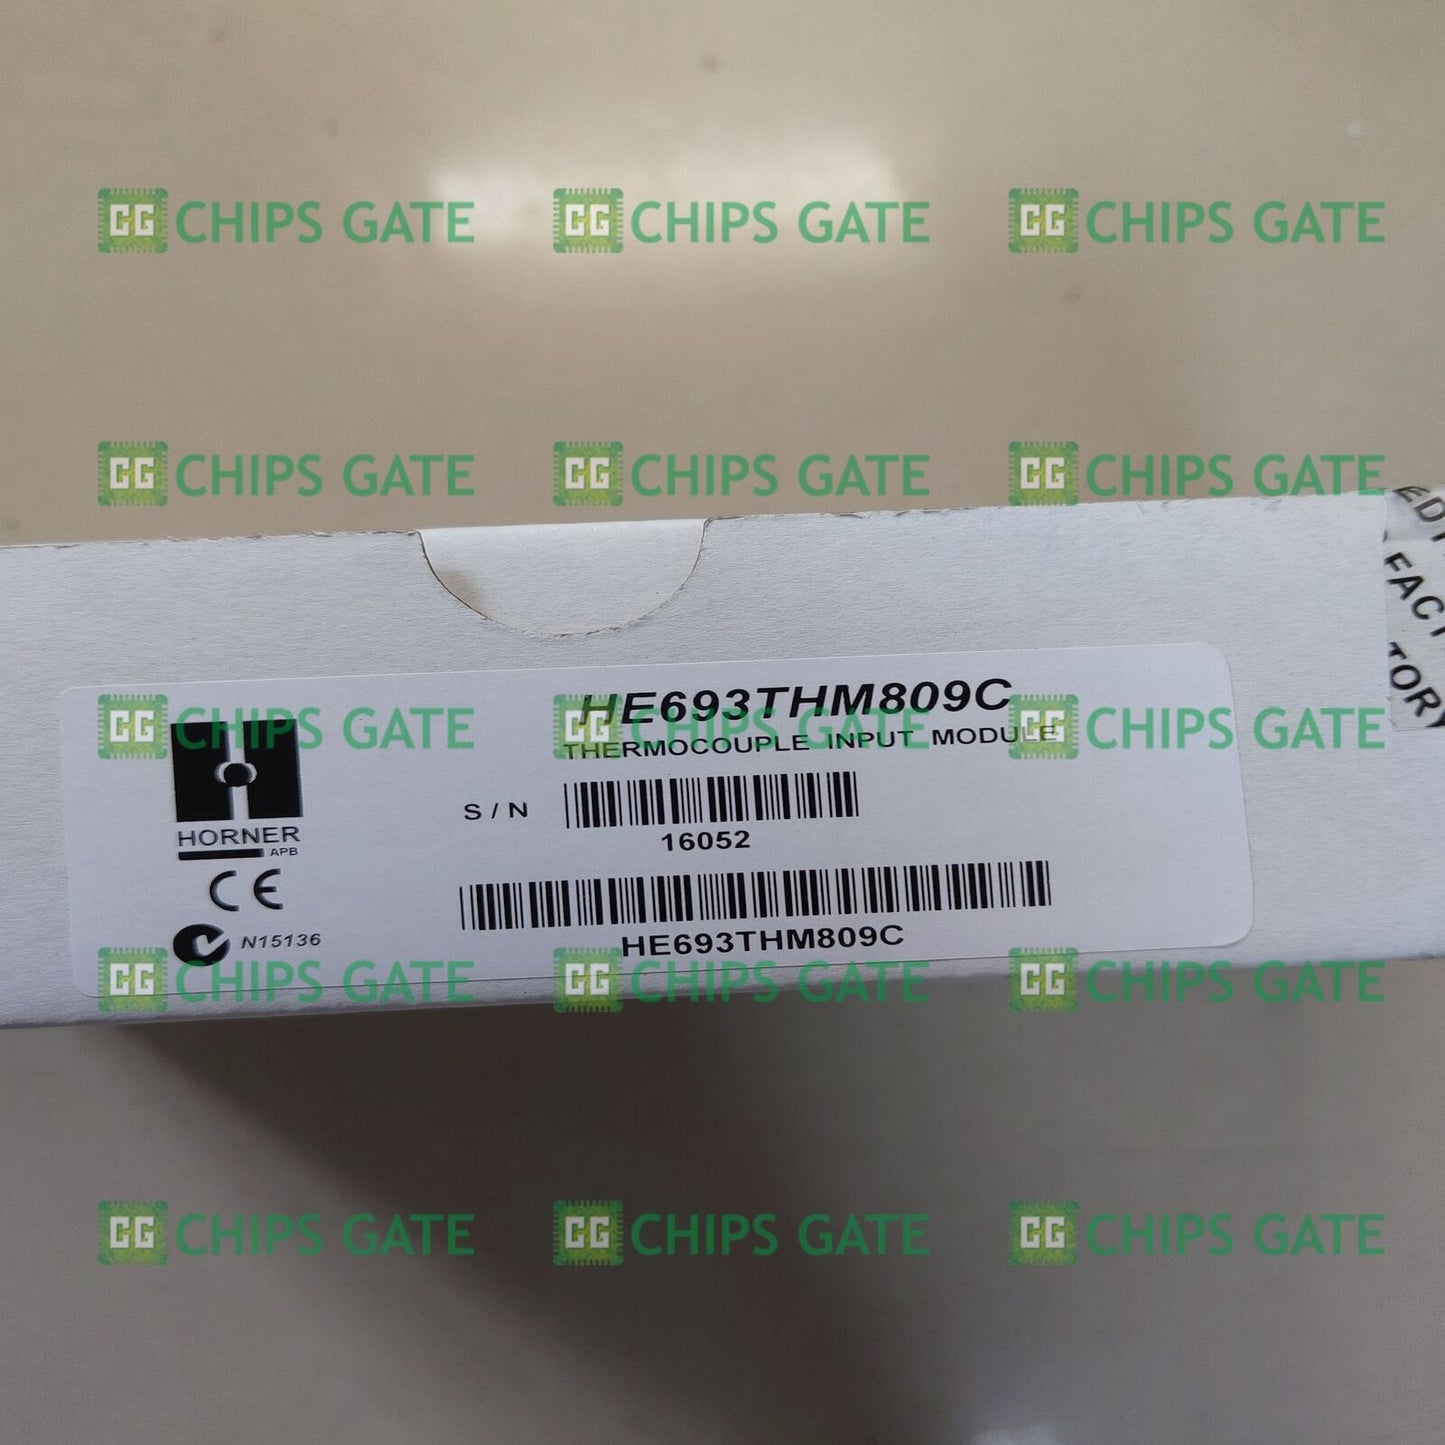 CG CHIPS GATE CG CHIPS GATE CG CHIPS GATE
CG CHIPS GATE CG CHIPS GATE CG CHIPS GATE
FACTORY
HE693THM809C
THERMOCOUPLE INPUT MODULE
CG CHIPS GATE CG CHIPS GATE CG CHIPS GATE
HORNER
APB
S / N
16052
CE
N15136
HE693THM809C
CG CHIPS GATE CG CHIPS GATE CG CHIPS GATE
CG CHIPS GATE CG CHIPS GATE CG CHIPS GATE